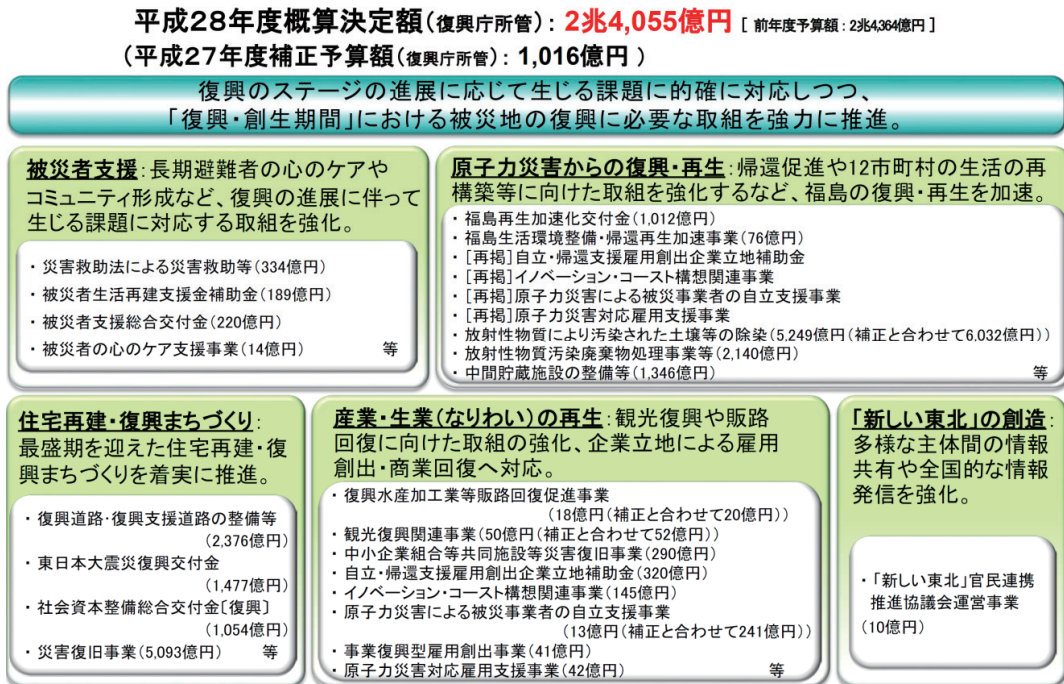 平成28年度概算決定額(復興庁所管): 2兆4,055億円 [ 前年度予算額：2兆4,364億円 ]
(平成27年度補正予算額(復興庁所管): 1,016億円 )
復興のステージの進展に応じて生じる課題に的確に対応しつつ、
「復興・創生期間」における被災地の復興に必要な取組を強力に推進。
被災者支援：長期避難者の心のケアや
コミュニティ形成など、復興の進展に伴って
生じる課題に対応する取組を強化。
・災害救助法による災害救助等(334億円)
・被災者生活再建支援金補助金(189億円)
・被災者支援総合交付金(220億円)
・被災者の心のケア支援事業(14億円) 等
原子力災害からの復興・再生：帰還促進や12市町村の生活の再
構築等に向けた取組を強化するなど、福島の復興・再生を加速。
・福島再生加速化交付金(1,012億円)
・福島生活環境整備・帰還再生加速事業(76億円)
・[再掲]自立・帰還支援雇用創出企業立地補助金
・[再掲]イノベーション・コースト構想関連事業
・[再掲]原子力災害による被災事業者の自立支援事業
・[再掲]原子力災害対応雇用支援事業
・放射性物質により汚染された土壌等の除染(5,249億円(補正と合わせて6,032億円))
・放射性物質汚染廃棄物処理事業等(2,140億円)
・中間貯蔵施設の整備等(1,346億円) 等
住宅再建・復興まちづくり：
最盛期を迎えた住宅再建・復
興まちづくりを着実に推進。
・復興道路・復興支援道路の整備等
(2,376億円)
・東日本大震災復興交付金
(1,477億円)
・社会資本整備総合交付金〔復興〕
(1,054億円)
・災害復旧事業(5,093億円) 等
産業・生業(なりわい)の再生：観光復興や販路
回復に向けた取組の強化、企業立地による雇用
創出・商業回復へ対応。
・復興水産加工業等販路回復促進事業
(18億円(補正と合わせて20億円))
・観光復興関連事業(50億円(補正と合わせて52億円))
・中小企業組合等共同施設等災害復旧事業(290億円)
・自立・帰還支援雇用創出企業立地補助金(320億円)
・イノベーション・コースト構想関連事業(145億円)
・原子力災害による被災事業者の自立支援事業
(13億円(補正と合わせて241億円))
・事業復興型雇用創出事業(41億円)
・原子力災害対応雇用支援事業(42億円) 等
「新しい東北」の創造：
多様な主体間の情報
共有や全国的な情報
発信を強化。
・「新しい東北」官民連携
推進協議会運営事業
(10億円)